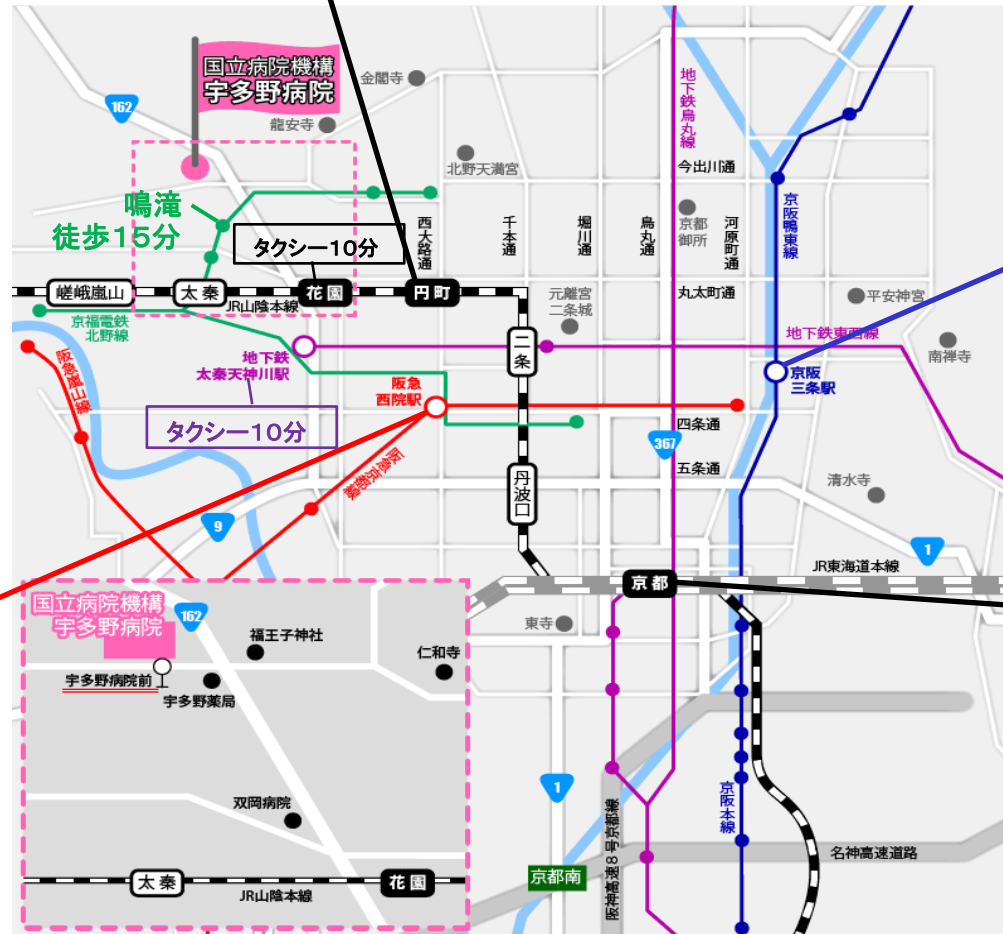 国立病院機構
宇多野病院
162
金閣寺
龍安寺
北野天満宮
地下鉄烏丸線
今出川通
京阪鴨東線
鳴滝
徒歩15分
タクシー10分
西大路通
千本通
堀川通
烏丸通
京都
御所
河原町通
嵯峨嵐山
太秦
花園
円町
JR山陰本線
丸太町通
元離宮
二条城
平安神宮
京福電鉄
北野線
地下鉄
太秦天神川駅
二条
地下鉄東西線
南禅寺
阪急嵐山線
阪急
西院駅
京阪
三条駅
タクシー10分
四条通
367
五条通
阪急京都線
丹波口
清水寺
9
1
JR東海道本線
京都
東寺
国立病院機構
宇多野病院
162
福王子神社
仁和寺
宇多野病院前
宇多野薬局
双岡病院
太秦
花園
JR山陰本線
1
京都南
阪神高速8号京都線
京阪本線
名神高速道路